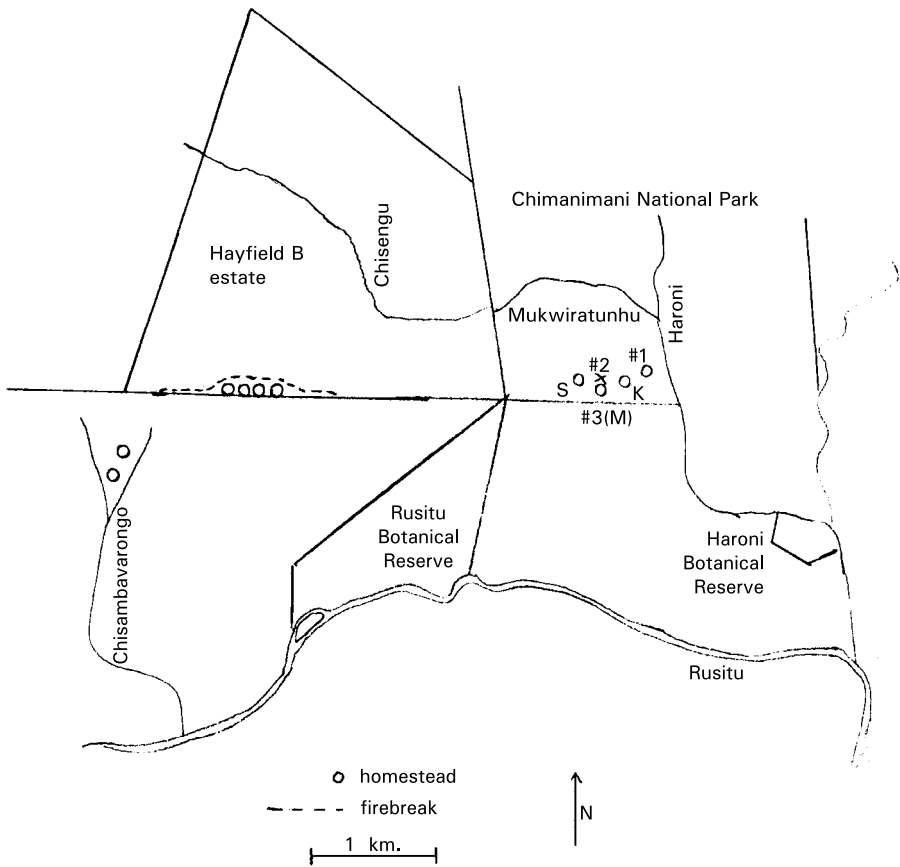 Chimanimani National Park
Chisengu
Hayfield B
estate
Haroni
Mukwiratunhu
#1
#2
S
K
#3(M)
Rusitu
Botanical
Reserve
Haroni
Botanical
Reserve
Chisambavarongo
Rusitu
homestead
firebreak
N
1 km.